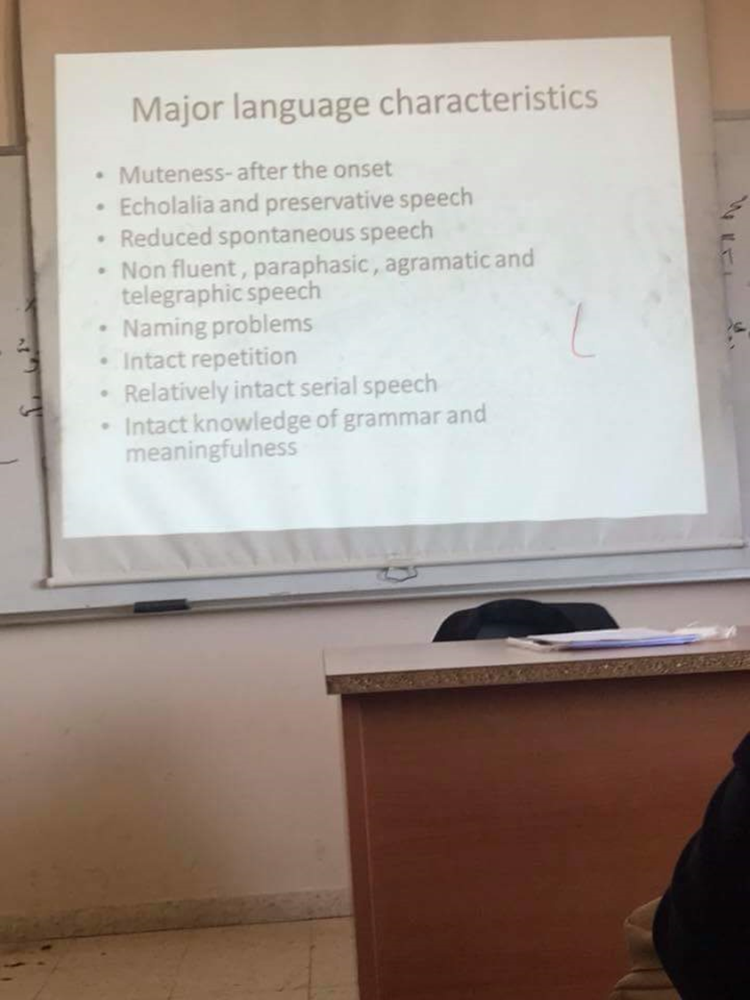 Major language characteristics
• Muteness- after the onset
• Echolalia and preservative speech
• Reduced spontaneous speech
• Non fluent , paraphasic , agramatic and
telegraphic speech
• Naming problems
• Intact repetition
• Relatively intact serial speech
• Intact knowledge of grammar and
meaningfulness